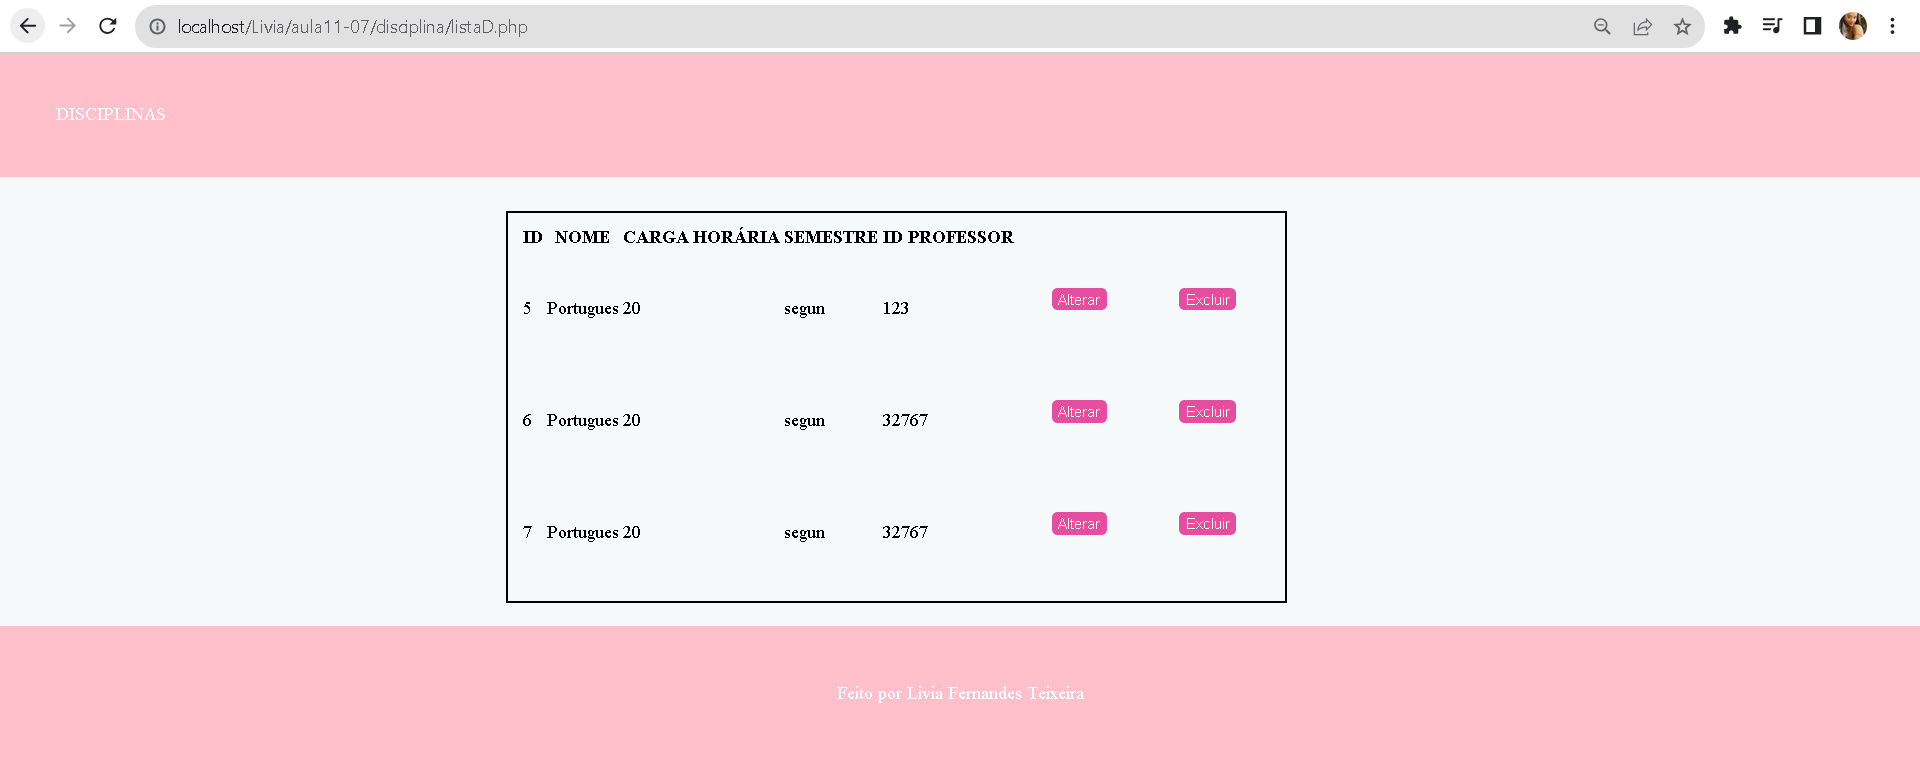 localhost/Livia/aula11-07/disciplina/listaD.php
DISCIPLINAS
ID NOME CARGA HORÁRIA SEMESTRE ID PROFESSOR
5 Portugues 20 segun 123 Alterar Excluir
6 Portugues 20 segun 32767 Alterar Excluir
7 Portugues 20 segun 32767 Alterar Excluir
Feito por Livia Fernandes Teixeira